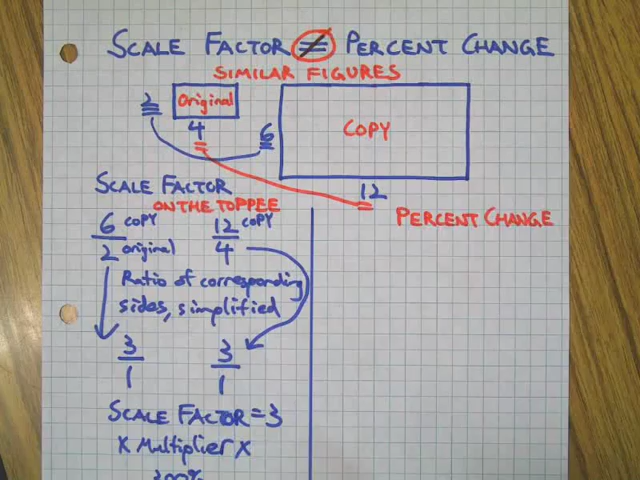 SCALE FACTOR ≠ PERCENT CHANGE
SIMILAR FIGURES
2
Original
4
6
COPY
12
SCALE FACTOR
ON THE TOPPEE
PERCENT CHANGE
6 COPY 12 COPY
2 original 4
Ratio of corresponding
sides, simplified
3 3
1 1
SCALE FACTOR = 3
x Multiplier x
300%